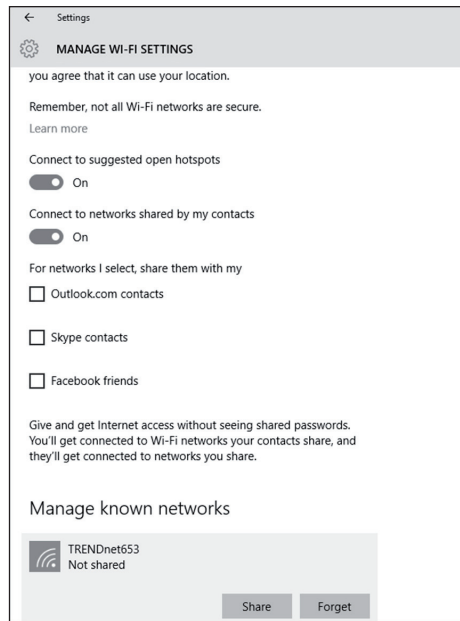 Settings
MANAGE WI-FI SETTINGS
you agree that it can use your location.
Remember, not all Wi-Fi networks are secure.
Learn more
Connect to suggested open hotspots
On
Connect to networks shared by my contacts
On
For networks I select, share them with my
Outlook.com contacts
Skype contacts
Facebook friends
Give and get Internet access without seeing shared passwords.
You'll get connected to Wi-Fi networks your contacts share, and
they'll get connected to networks you share.
Manage known networks
TRENDnet653
Not shared
Share Forget